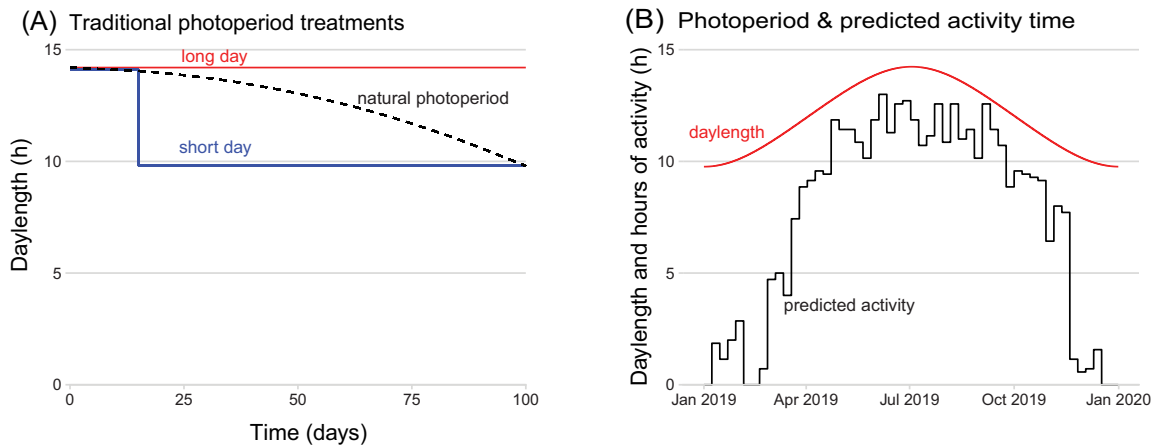 (A) Traditional photoperiod treatments
15
10
5
0
Daylength (h)
long day
natural photoperiod
short day
0 25 50 75 100
Time (days)
(B) Photoperiod & predicted activity time
15
10
5
0
Daylength and hours of activity (h)
daylength
predicted activity
Jan 2019 Apr 2019 Jul 2019 Oct 2019 Jan 2020